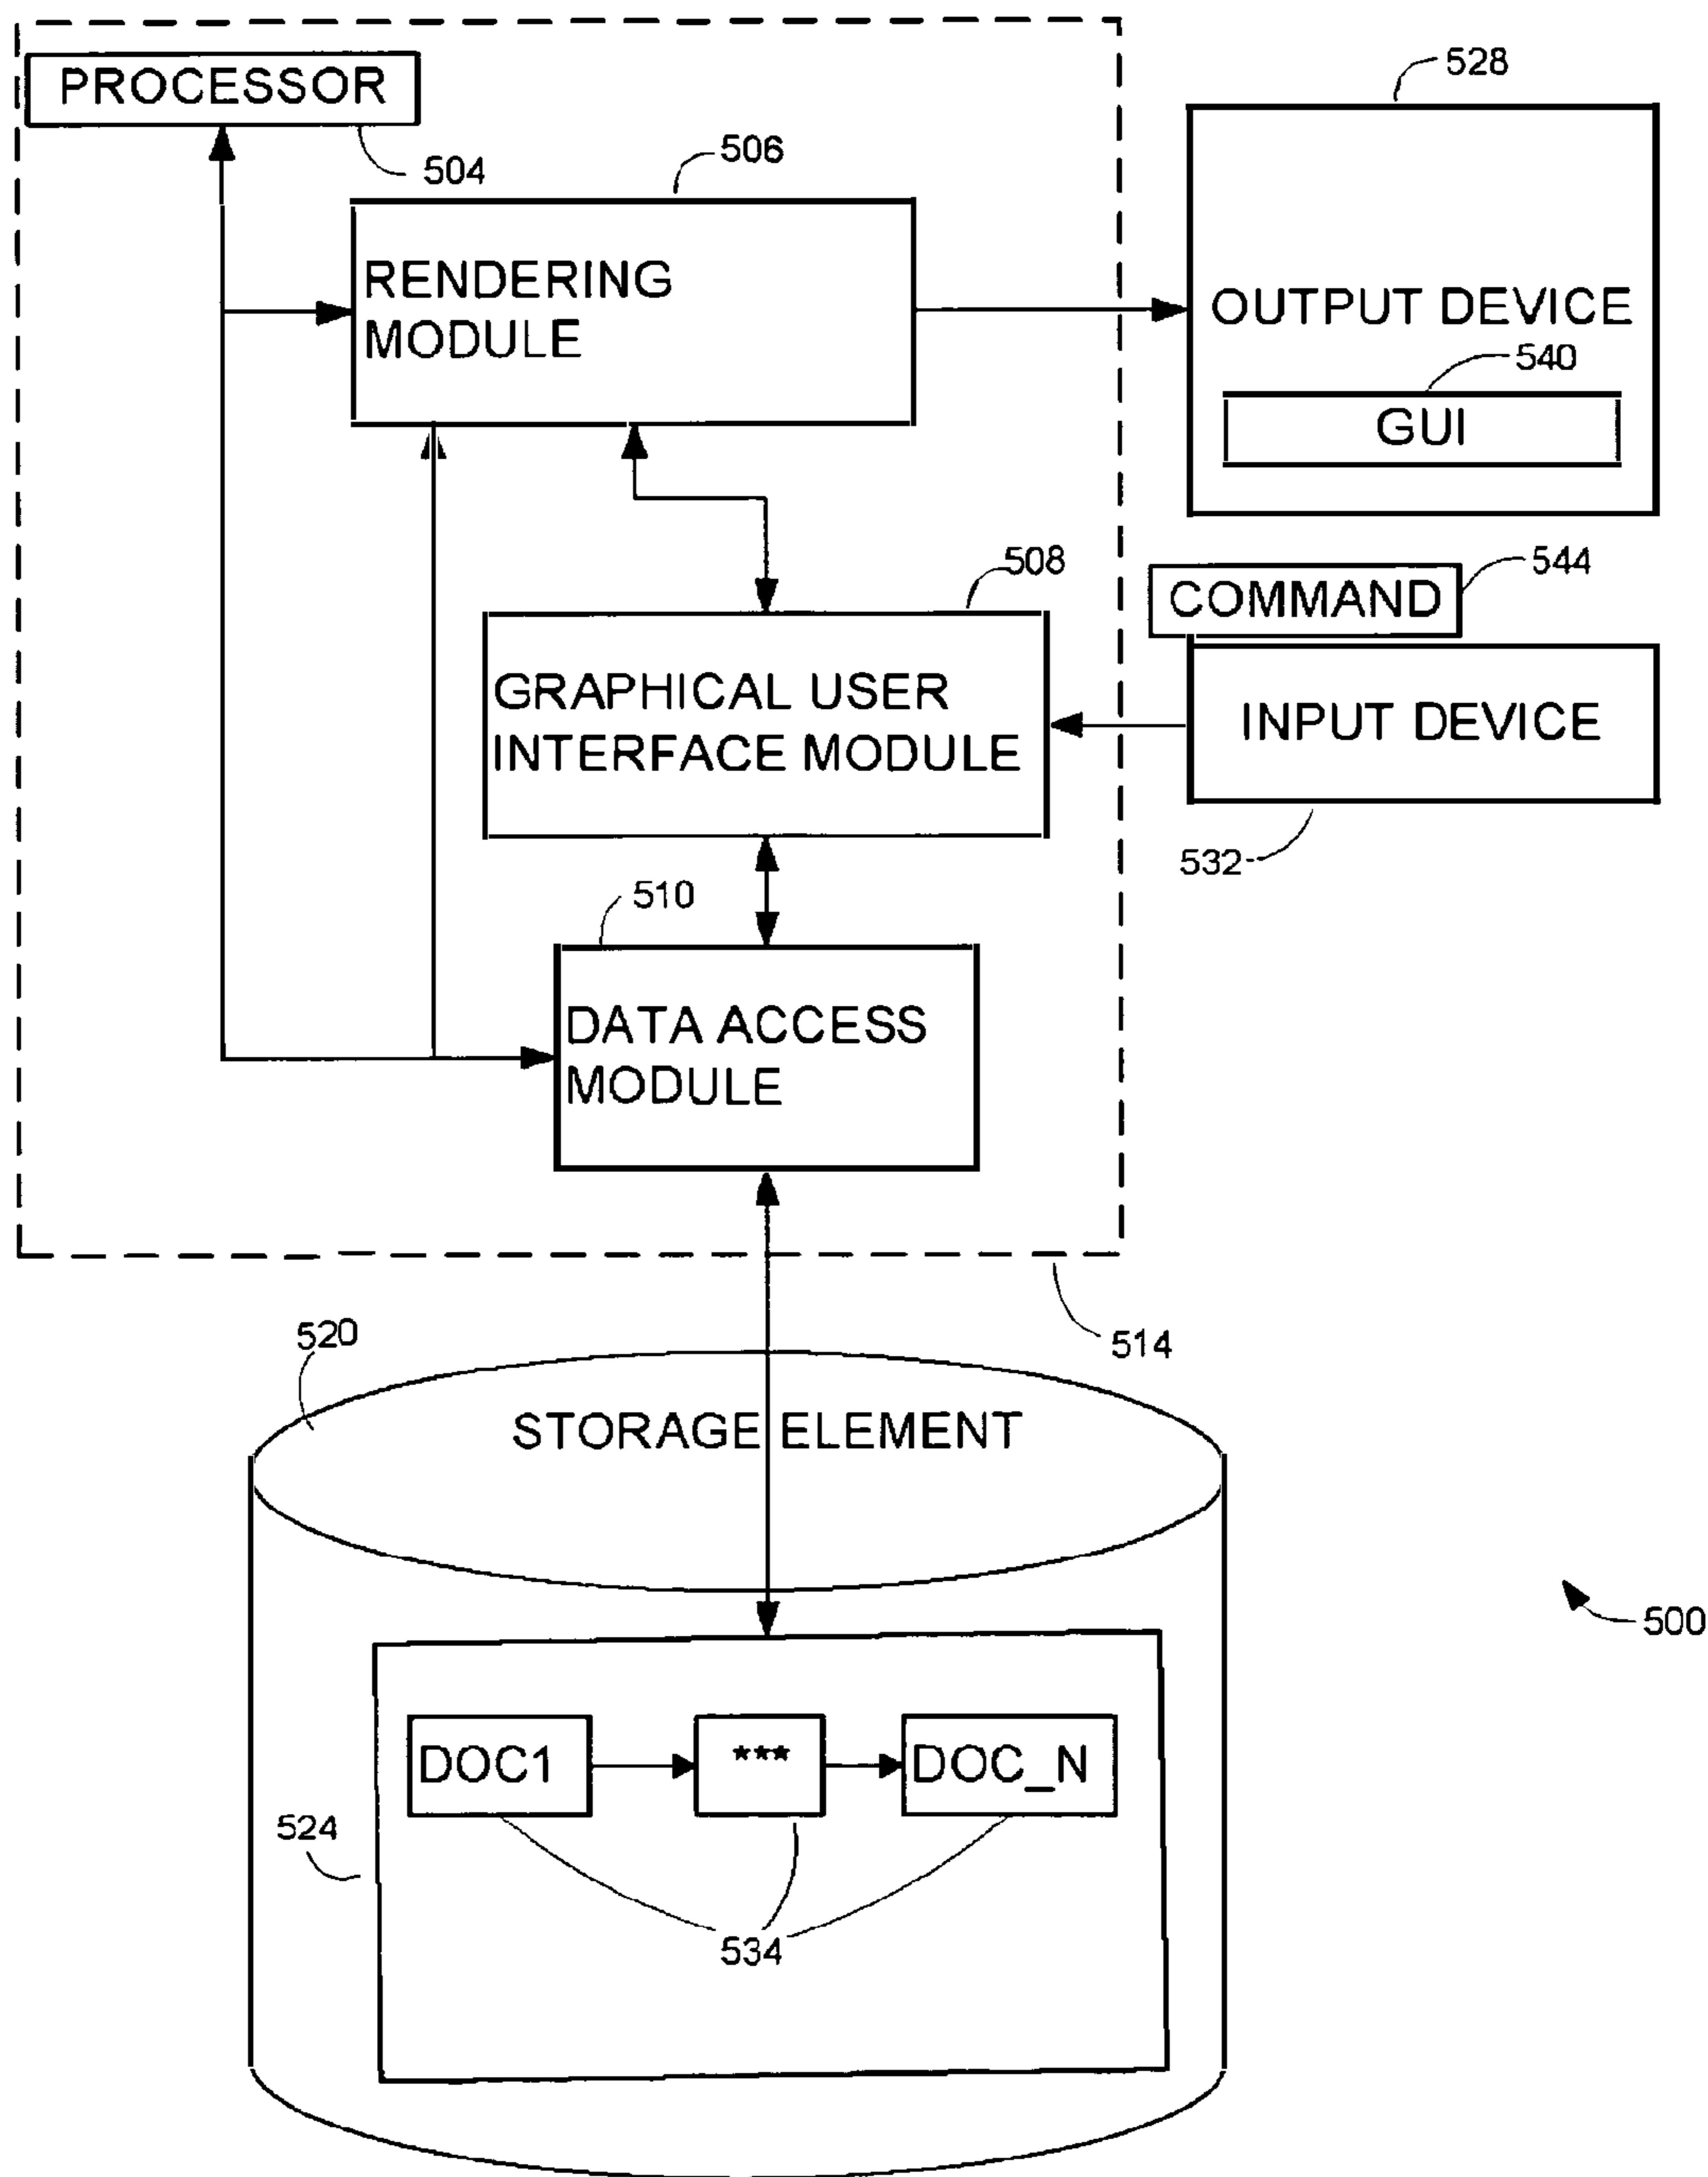 PROCESSOR
504
506
528
RENDERING
MODULE
OUTPUT DEVICE
540
GUI
508
544
COMMAND
GRAPHICAL USER
INTERFACE MODULE
INPUT DEVICE
532
510
DATA ACCESS
MODULE
514
520
STORAGE ELEMENT
500
DOC1
***
DOC_N
524
534